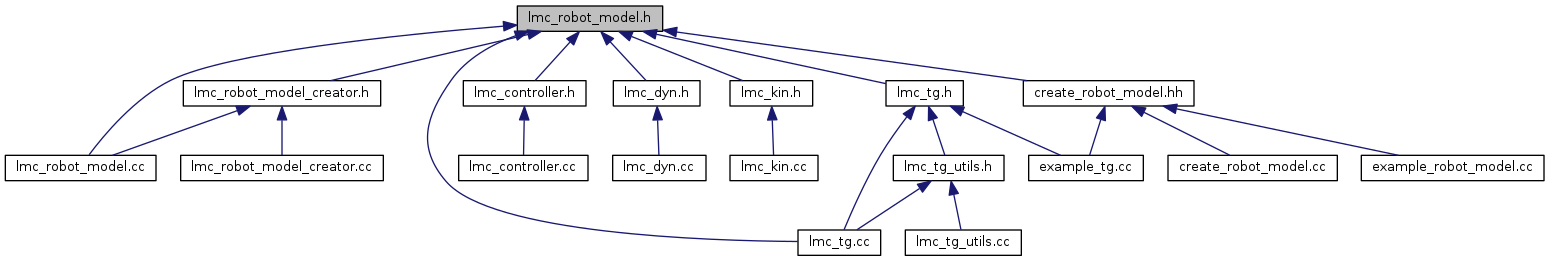 lmc_robot_model.h
lmc_robot_model_creator.h
lmc_controller.h
lmc_dyn.h
lmc_kin.h
lmc_tg.h
create_robot_model.hh
lmc_robot_model.cc
lmc_robot_model_creator.cc
lmc_controller.cc
lmc_dyn.cc
lmc_kin.cc
lmc_tg_utils.h
example_tg.cc
create_robot_model.cc
example_robot_model.cc
lmc_tg.cc
lmc_tg_utils.cc